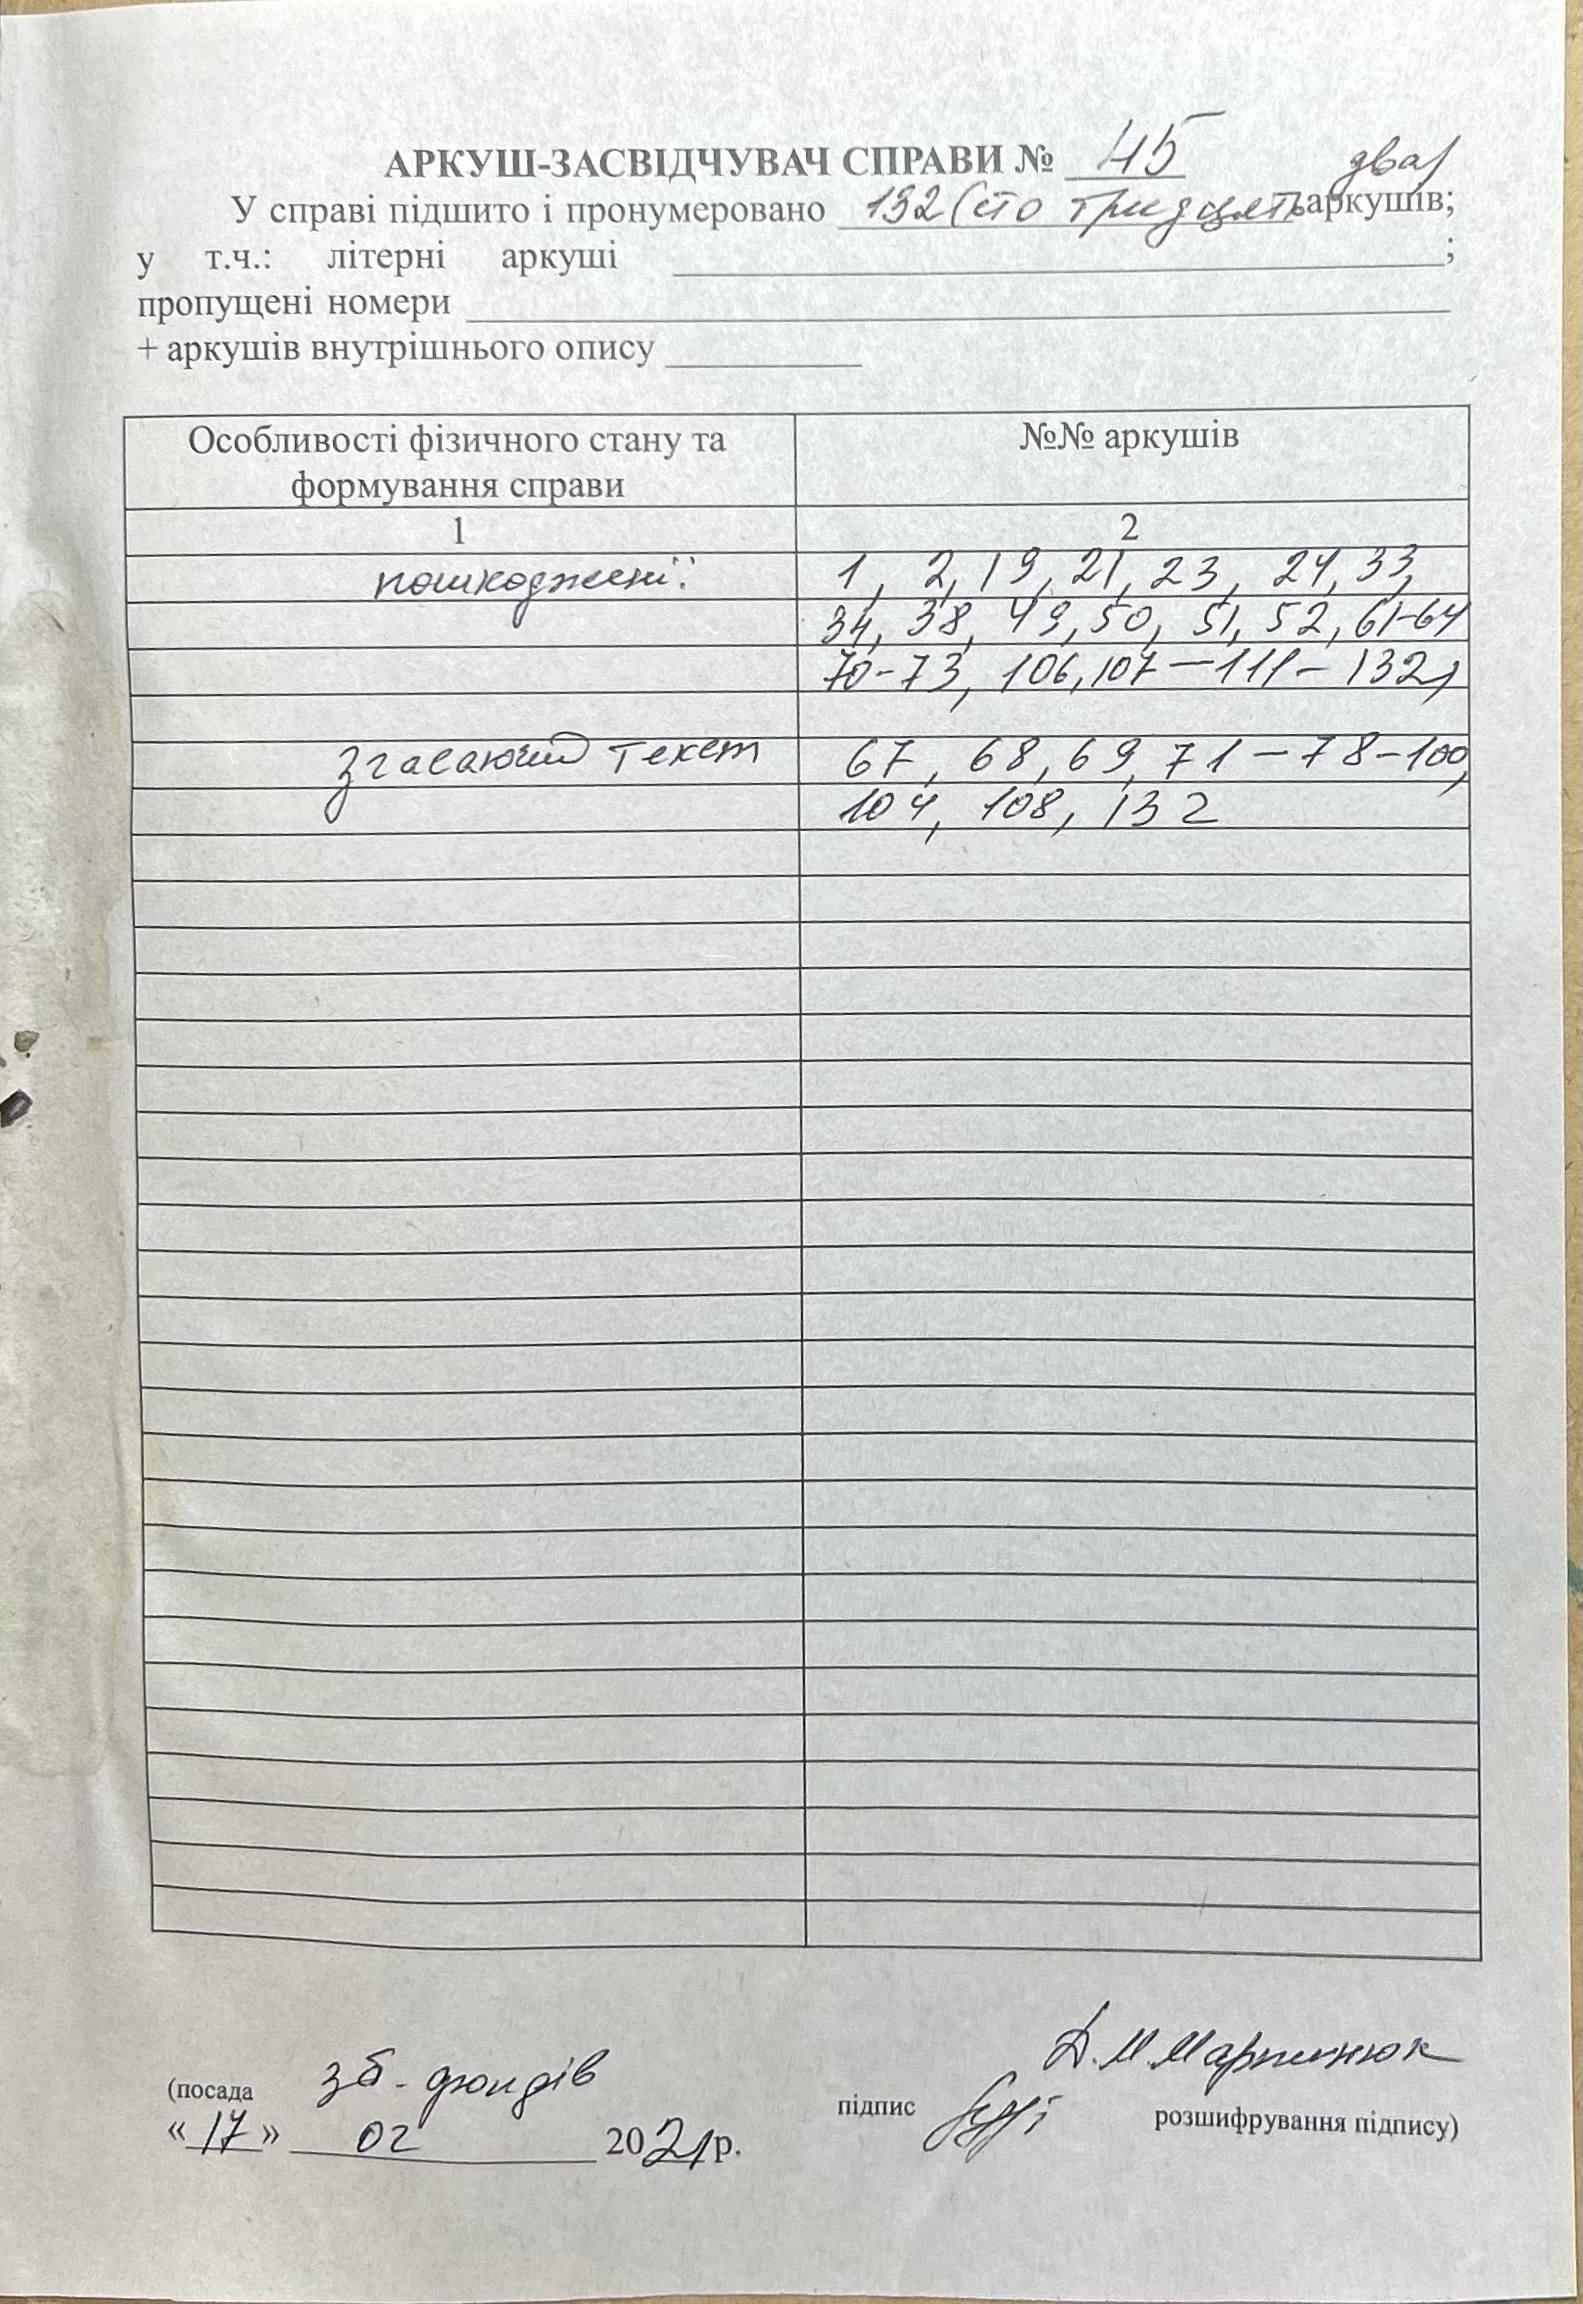 АРКУШ-ЗАСВІДЧУВАЧ СПРАВИ № 45
У справі підшито і пронумеровано 132 (сто тридцять два) аркушів;
у т.ч.: літерні аркуші ;
пропущені номери
+ аркушів внутрішнього опису
Особливості фізичного стану та формування справи
№№ аркушів
1 2
пошкоджені: 1, 2, 19, 21, 23, 24, 33,
34, 38, 49, 50, 51, 52, 61-64
70-73, 106, 107 — 111 - 132,
згасаючий текст 67, 68, 69, 71 — 78-100,
104, 108, 132
Д.М. Мартинюк
(посада зб. фондів підпис розшифрування підпису)
«17» 02 2021 р.